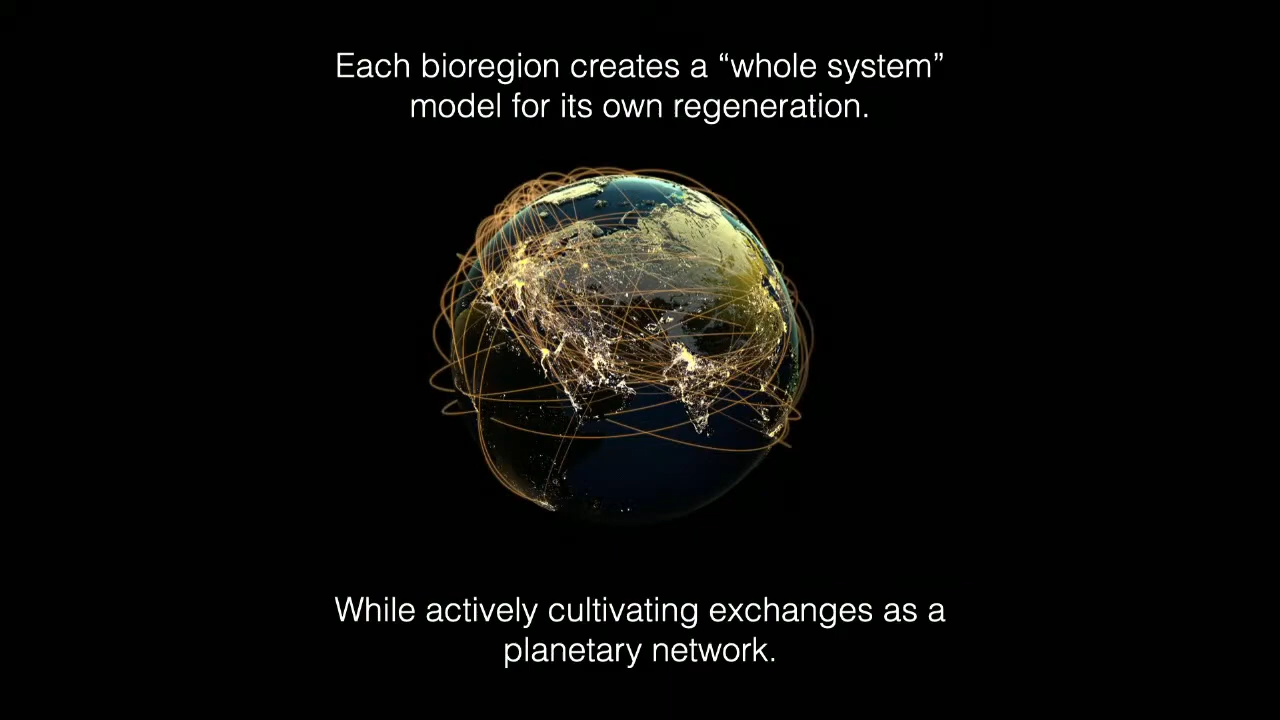 Each bioregion creates a “whole system”
model for its own regeneration.
While actively cultivating exchanges as a
planetary network.